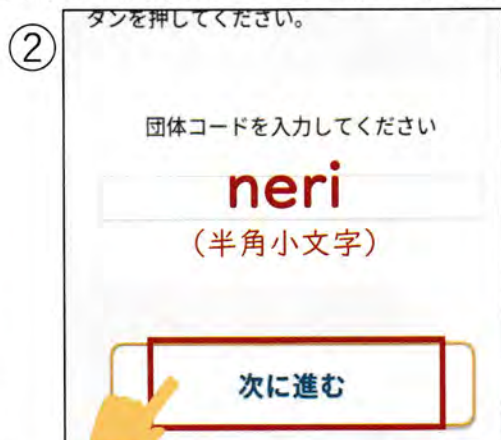 ②
タンを押してください。
団体コードを入力してください
neri
(半角小文字)
次に進む